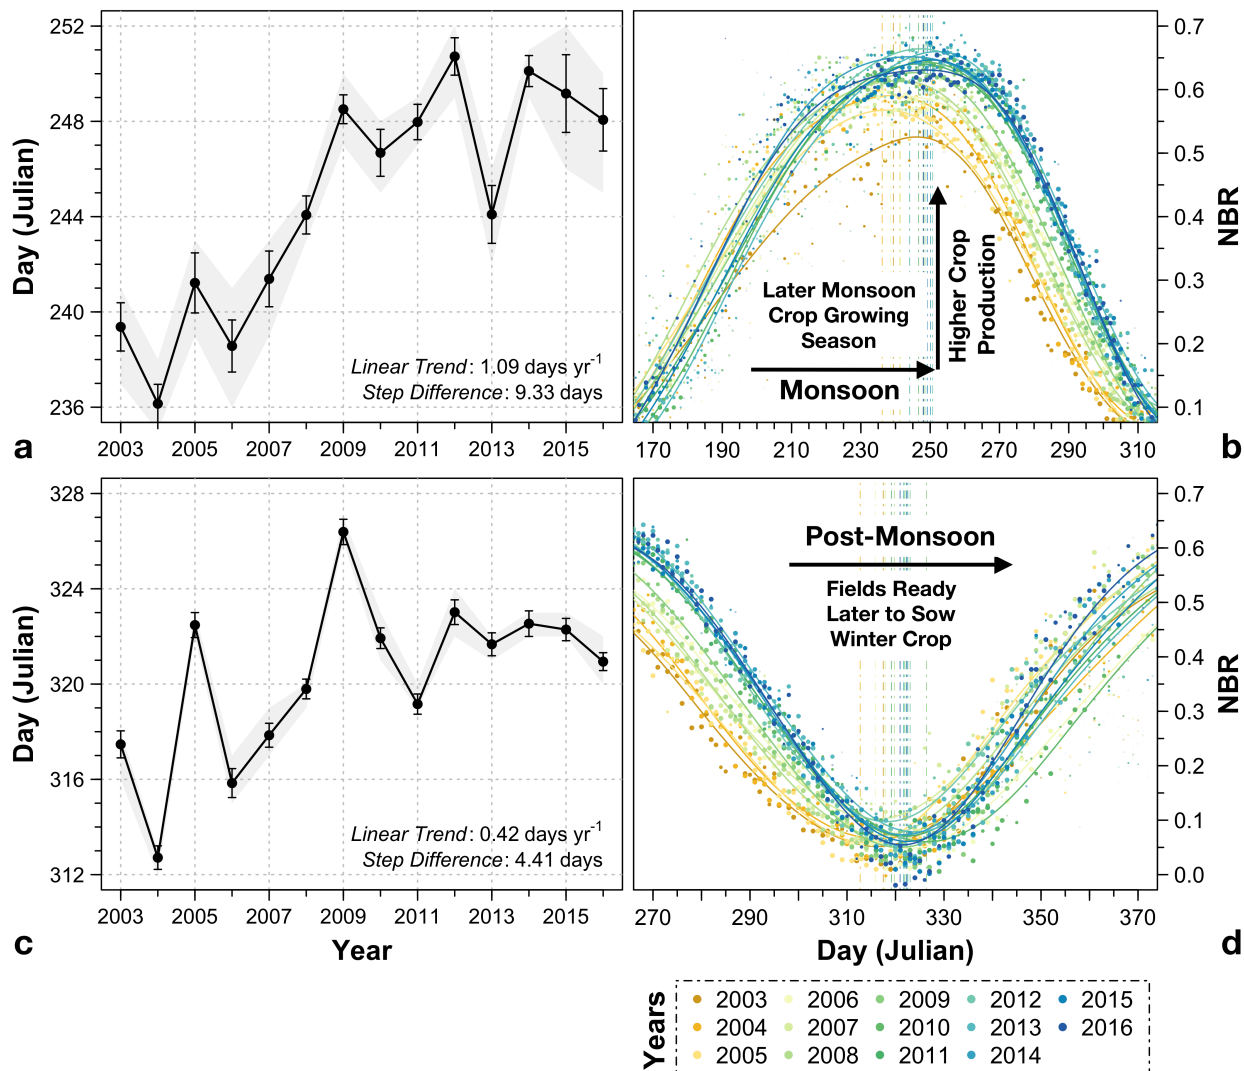 252
248
244
240
236
Day (Julian)
Linear Trend: 1.09 days yr-1
Step Difference: 9.33 days
2003 2005 2007 2009 2011 2013 2015
a
0.7
0.6
0.5
0.4
0.3
0.2
0.1
NBR
Later Monsoon
Crop Growing
Season
Monsoon
Higher Crop
Production
170 190 210 230 250 270 290 310
b
328
324
320
316
312
Day (Julian)
Linear Trend: 0.42 days yr-1
Step Difference: 4.41 days
2003 2005 2007 2009 2011 2013 2015
Year
c
0.7
0.6
0.5
0.4
0.3
0.2
0.1
0.0
NBR
Post-Monsoon
Fields Ready
Later to Sow
Winter Crop
270 290 310 330 350 370
Day (Julian)
d
Years
2003 2006 2009 2012 2015
2004 2007 2010 2013 2016
2005 2008 2011 2014